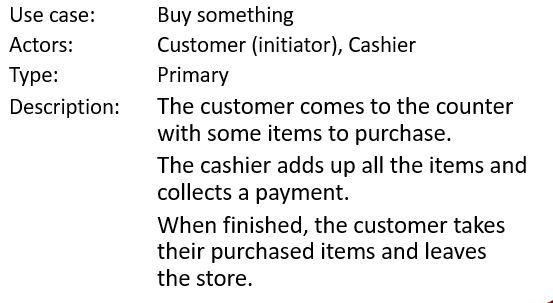 Use case: Buy something
Actors: Customer (initiator), Cashier
Type: Primary
Description: The customer comes to the counter
with some items to purchase.
The cashier adds up all the items and
collects a payment.
When finished, the customer takes
their purchased items and leaves
the store.